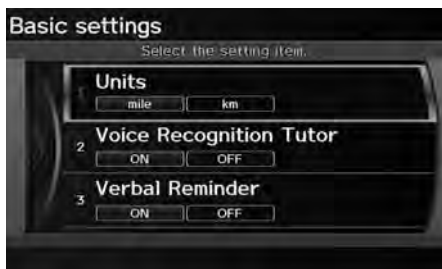 Basic settings
Select the setting item.
1 Units
mile km
2 Voice Recognition Tutor
ON OFF
3 Verbal Reminder
ON OFF